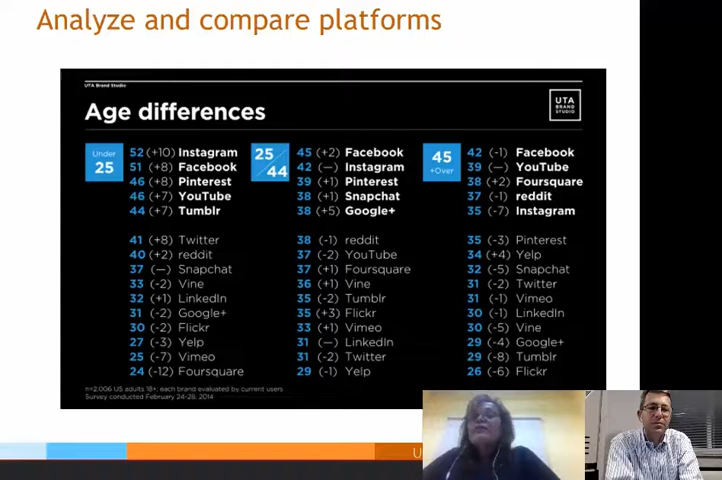 Analyze and compare platforms
UTA Brand Studio
Age differences
UTA
BRAND
STUDIO
Under
25
52 (+10) Instagram
51 (+8) Facebook
46 (+8) Pinterest
46 (+7) YouTube
44 (+7) Tumblr
41 (+8) Twitter
40 (+2) reddit
37 (—) Snapchat
33 (-2) Vine
32 (+1) LinkedIn
31 (-2) Google+
30 (-2) Flickr
27 (-3) Yelp
25 (-7) Vimeo
24 (-12) Foursquare
25
44
45 (+2) Facebook
42 (—) Instagram
39 (+1) Pinterest
38 (+1) Snapchat
38 (+5) Google+
38 (-1) reddit
37 (-2) YouTube
37 (+1) Foursquare
36 (+1) Vine
35 (-2) Tumblr
35 (+3) Flickr
33 (+1) Vimeo
31 (—) LinkedIn
31 (-2) Twitter
29 (-1) Yelp
45
+Over
42 (-1) Facebook
39 (—) YouTube
38 (+2) Foursquare
37 (-1) reddit
35 (-7) Instagram
35 (-3) Pinterest
34 (+4) Yelp
32 (-5) Snapchat
31 (-2) Twitter
31 (-1) Vimeo
30 (-1) LinkedIn
30 (-5) Vine
29 (-4) Google+
29 (-8) Tumblr
26 (-6) Flickr
n=2,006 US adults 18+; each brand evaluated by current users
Survey conducted February 24-28, 2014
U